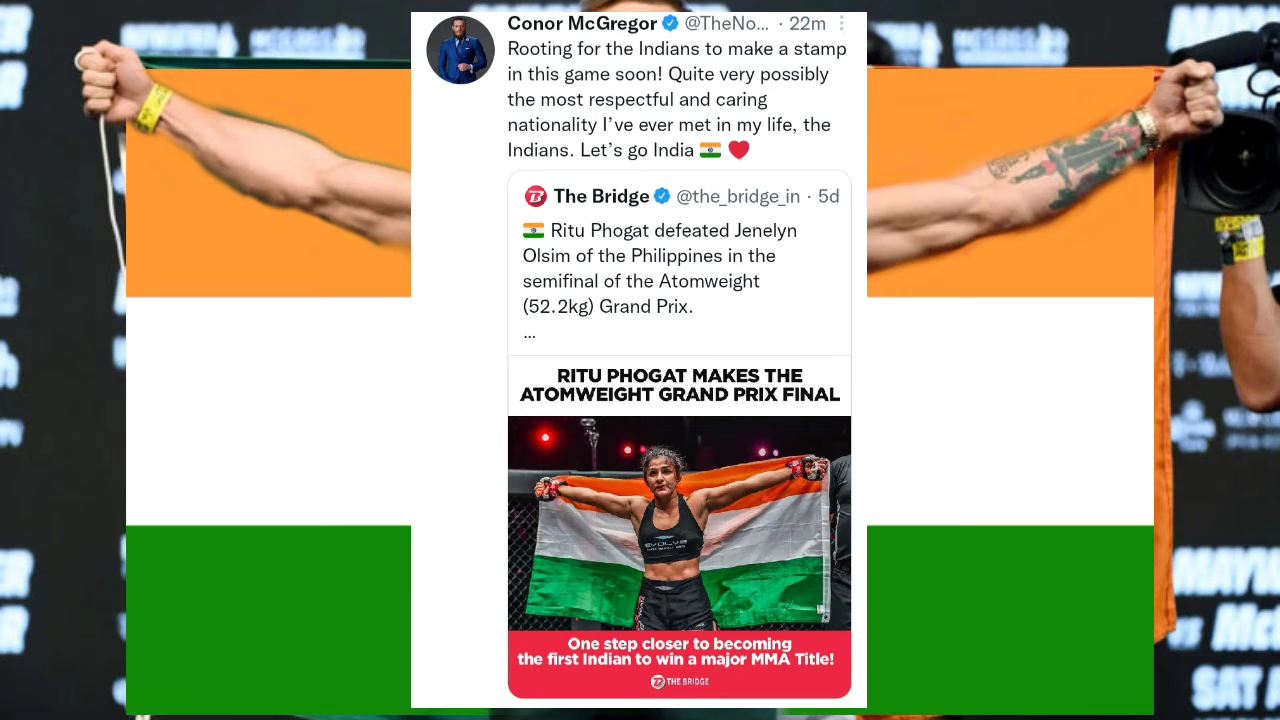 Conor McGregor @TheNo... · 22m
Rooting for the Indians to make a stamp
in this game soon! Quite very possibly
the most respectful and caring
nationality I’ve ever met in my life, the
Indians. Let’s go India 🇮🇳 ❤️
The Bridge @the_bridge_in · 5d
🇮🇳 Ritu Phogat defeated Jenelyn
Olsim of the Philippines in the
semifinal of the Atomweight
(52.2kg) Grand Prix.
...
RITU PHOGAT MAKES THE
ATOMWEIGHT GRAND PRIX FINAL
EVOLVE
One step closer to becoming
the first Indian to win a major MMA Title!
B THE BRIDGE
SAT